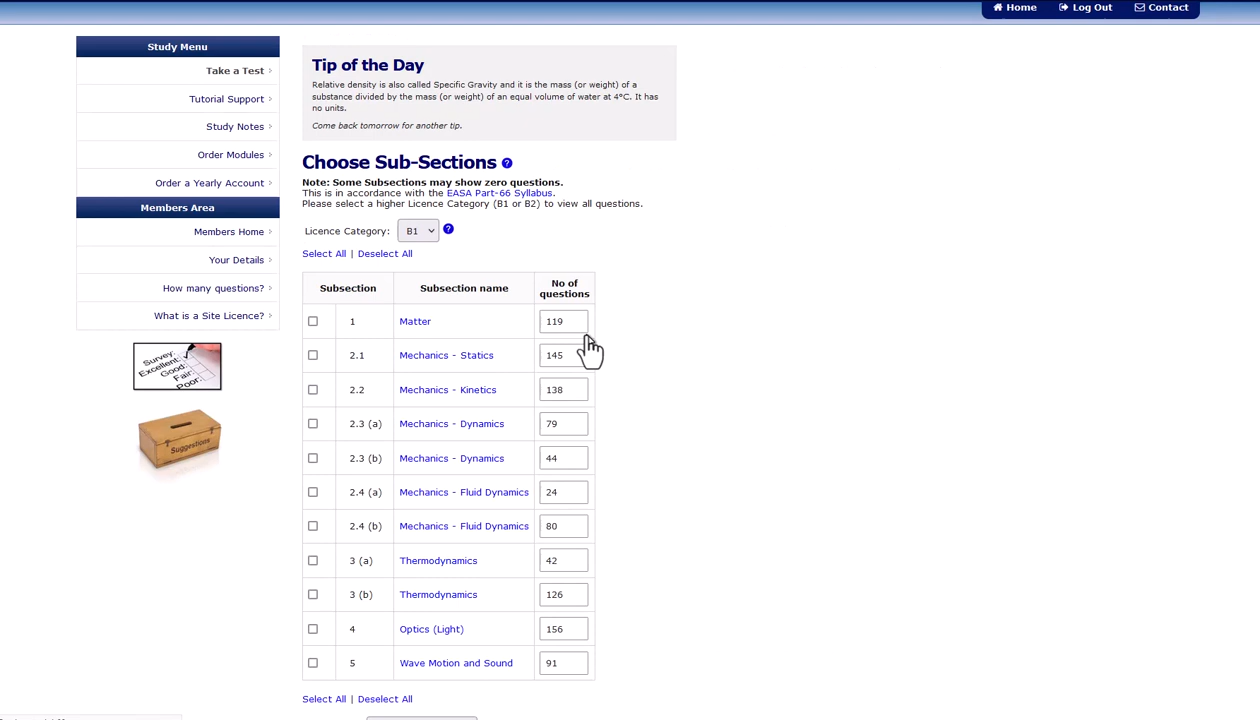 Home Log Out Contact
Study Menu
Take a Test
Tutorial Support
Study Notes
Order Modules
Order a Yearly Account
Members Area
Members Home
Your Details
How many questions?
What is a Site Licence?
Survey:
Excellent:
Good:
Fair:
Poor:
Suggestions
Tip of the Day
Relative density is also called Specific Gravity and it is the mass (or weight) of a
substance divided by the mass (or weight) of an equal volume of water at 4°C. It has
no units.
Come back tomorrow for another tip.
Choose Sub-Sections ?
Note: Some Subsections may show zero questions.
This is in accordance with the EASA Part-66 Syllabus.
Please select a higher Licence Category (B1 or B2) to view all questions.
Licence Category: B1 ?
Select All | Deselect All
Subsection Subsection name No of questions
1 Matter 119
2.1 Mechanics - Statics 145
2.2 Mechanics - Kinetics 138
2.3 (a) Mechanics - Dynamics 79
2.3 (b) Mechanics - Dynamics 44
2.4 (a) Mechanics - Fluid Dynamics 24
2.4 (b) Mechanics - Fluid Dynamics 80
3 (a) Thermodynamics 42
3 (b) Thermodynamics 126
4 Optics (Light) 156
5 Wave Motion and Sound 91
Select All | Deselect All